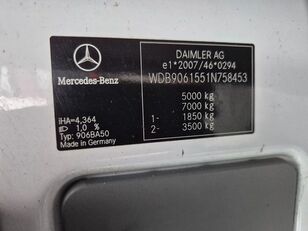 DAIMLER AG
e1*2007/46*0294
WDB9061551N758453
Mercedes-Benz
5000 kg
7000 kg
1- 1850 kg
2- 3500 kg
iHA=4,364
1,0 %
Typ: 906BA50
Made in Germany